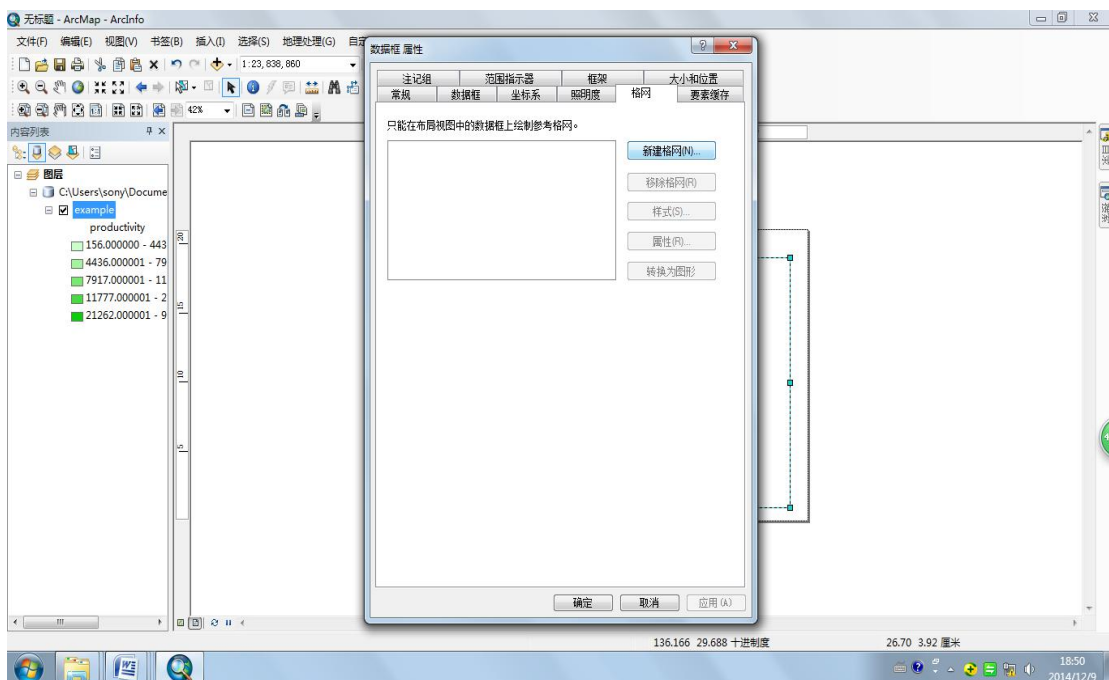 无标题 - ArcMap - ArcInfo
文件(F) 编辑(E) 视图(V) 书签(B) 插入(I) 选择(S) 地理处理(G)
1:23,838,860
42%
内容列表
图层
C:\Users\sony\Docume
example
productivity
156.000000 - 443
4436.000001 - 79
7917.000001 - 11
11777.000001 - 2
21262.000001 - 9
数据框 属性
注记组 范围指示器 框架 大小和位置
常规 数据框 坐标系 照明度 格网 要素缓存
只能在布局视图中的数据框上绘制参考格网。
新建格网(N)...
移除格网(R)
样式(S)...
属性(R)...
转换为图形
确定 取消 应用(A)
20
15
10
5
136.166 29.688 十进制度 26.70 3.92 厘米
18:50
2014/12/9